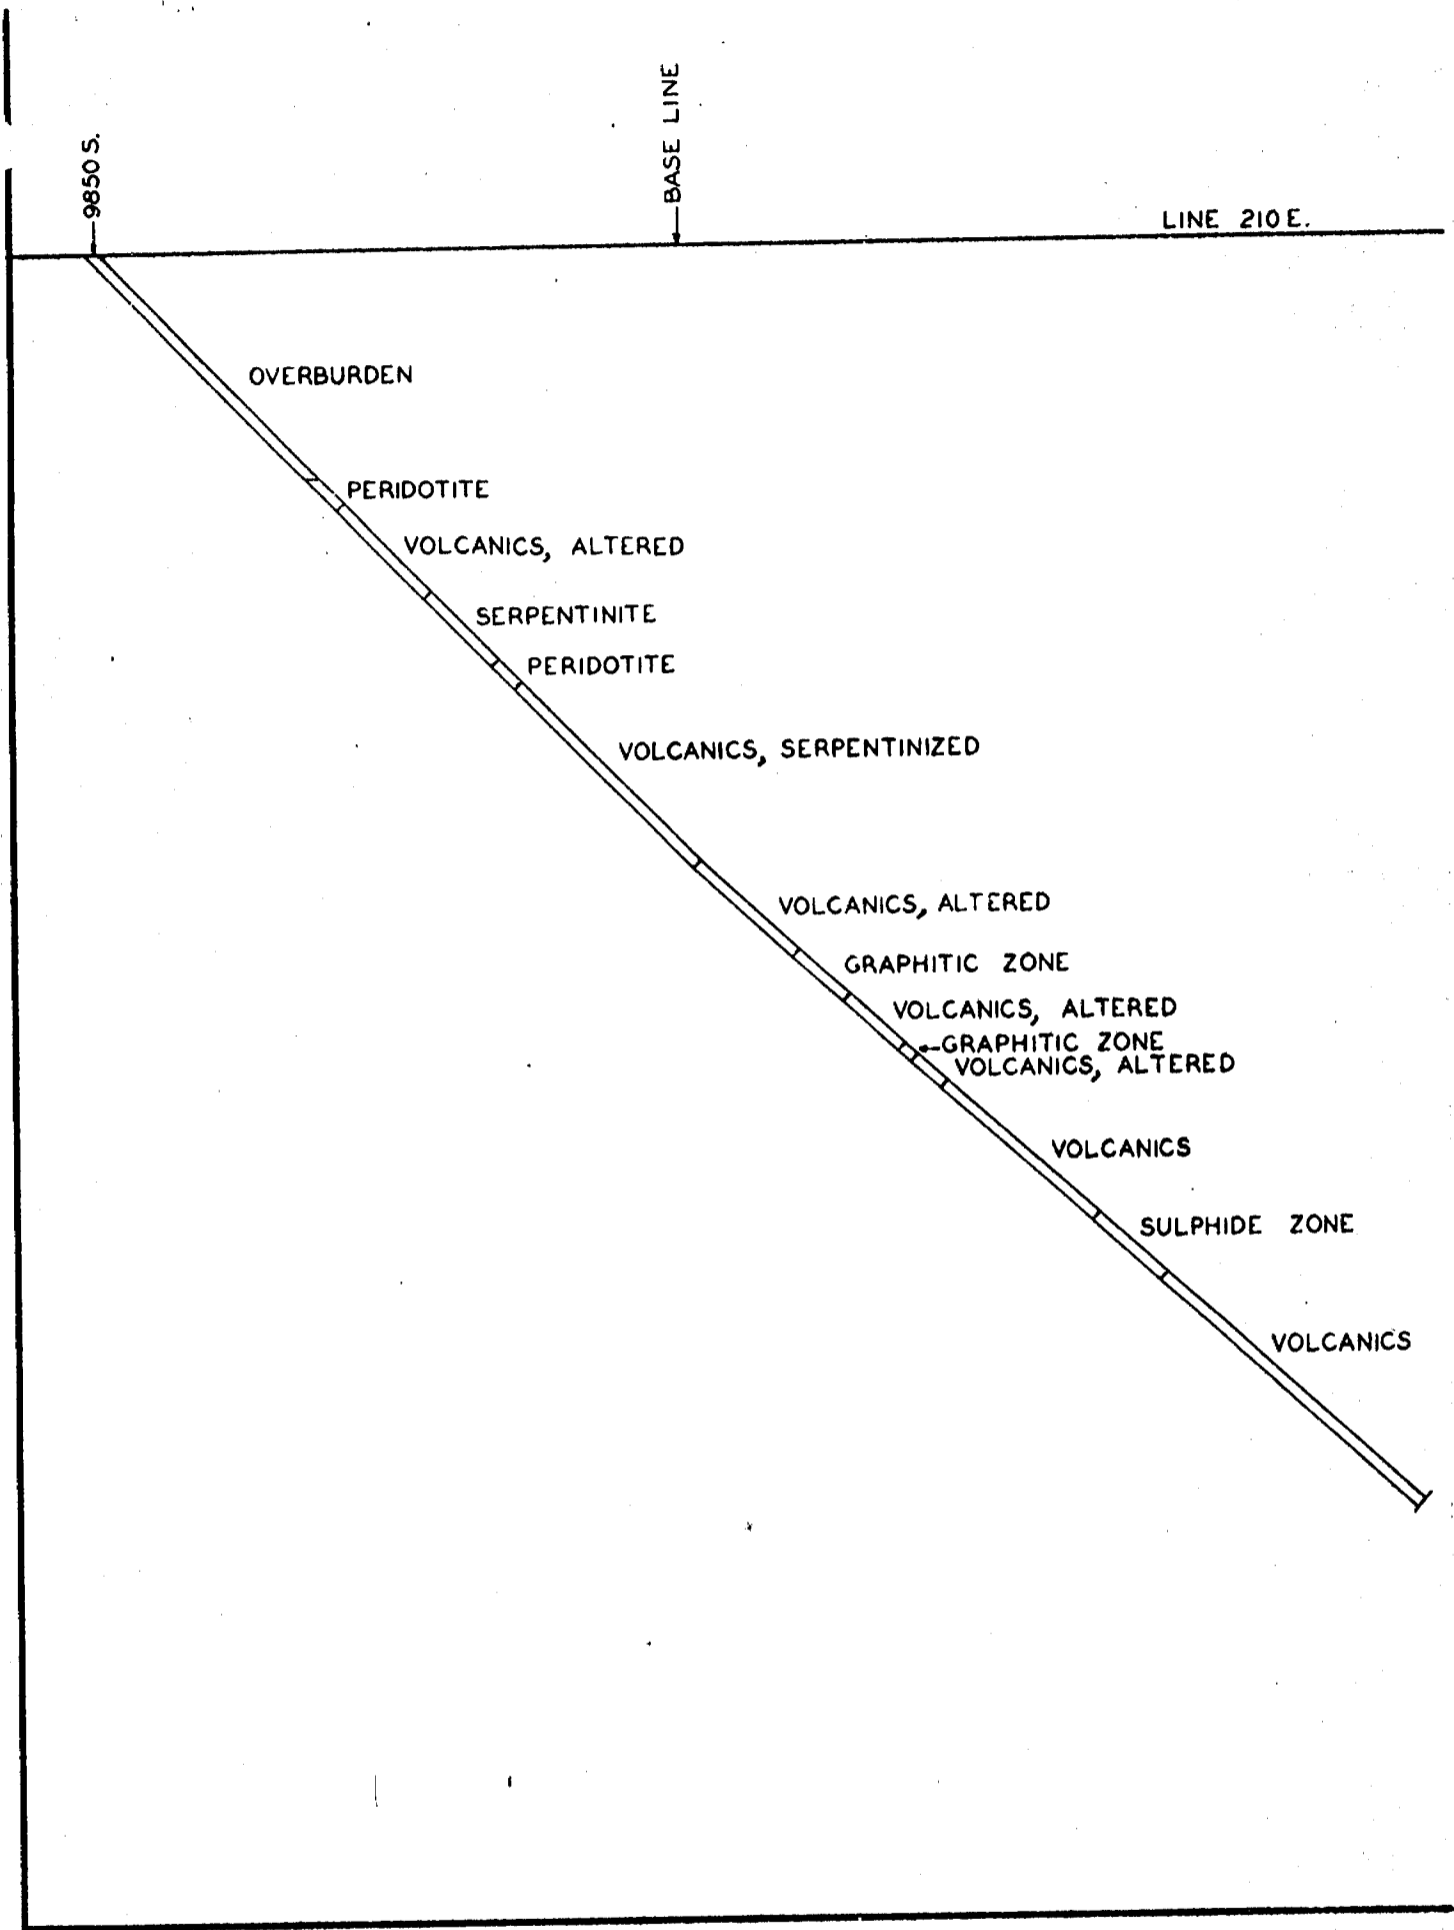 9850 S.
BASE LINE
LINE 210 E.
OVERBURDEN
PERIDOTITE
VOLCANICS, ALTERED
SERPENTINITE
PERIDOTITE
VOLCANICS, SERPENTINIZED
VOLCANICS, ALTERED
GRAPHITIC ZONE
VOLCANICS, ALTERED
GRAPHITIC ZONE
VOLCANICS, ALTERED
VOLCANICS
SULPHIDE ZONE
VOLCANICS